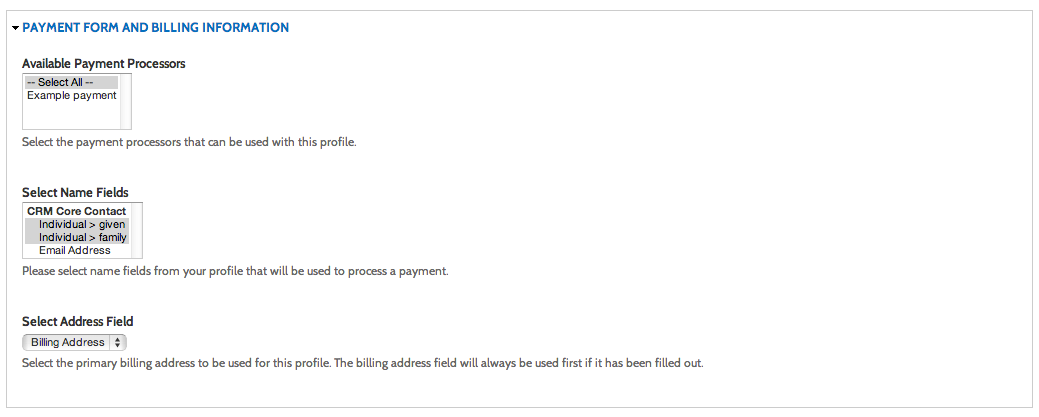 PAYMENT FORM AND BILLING INFORMATION
Available Payment Processors
-- Select All --
Example payment
Select the payment processors that can be used with this profile.
Select Name Fields
CRM Core Contact
Individual > given
Individual > family
Email Address
Please select name fields from your profile that will be used to process a payment.
Select Address Field
Billing Address
Select the primary billing address to be used for this profile. The billing address field will always be used first if it has been filled out.